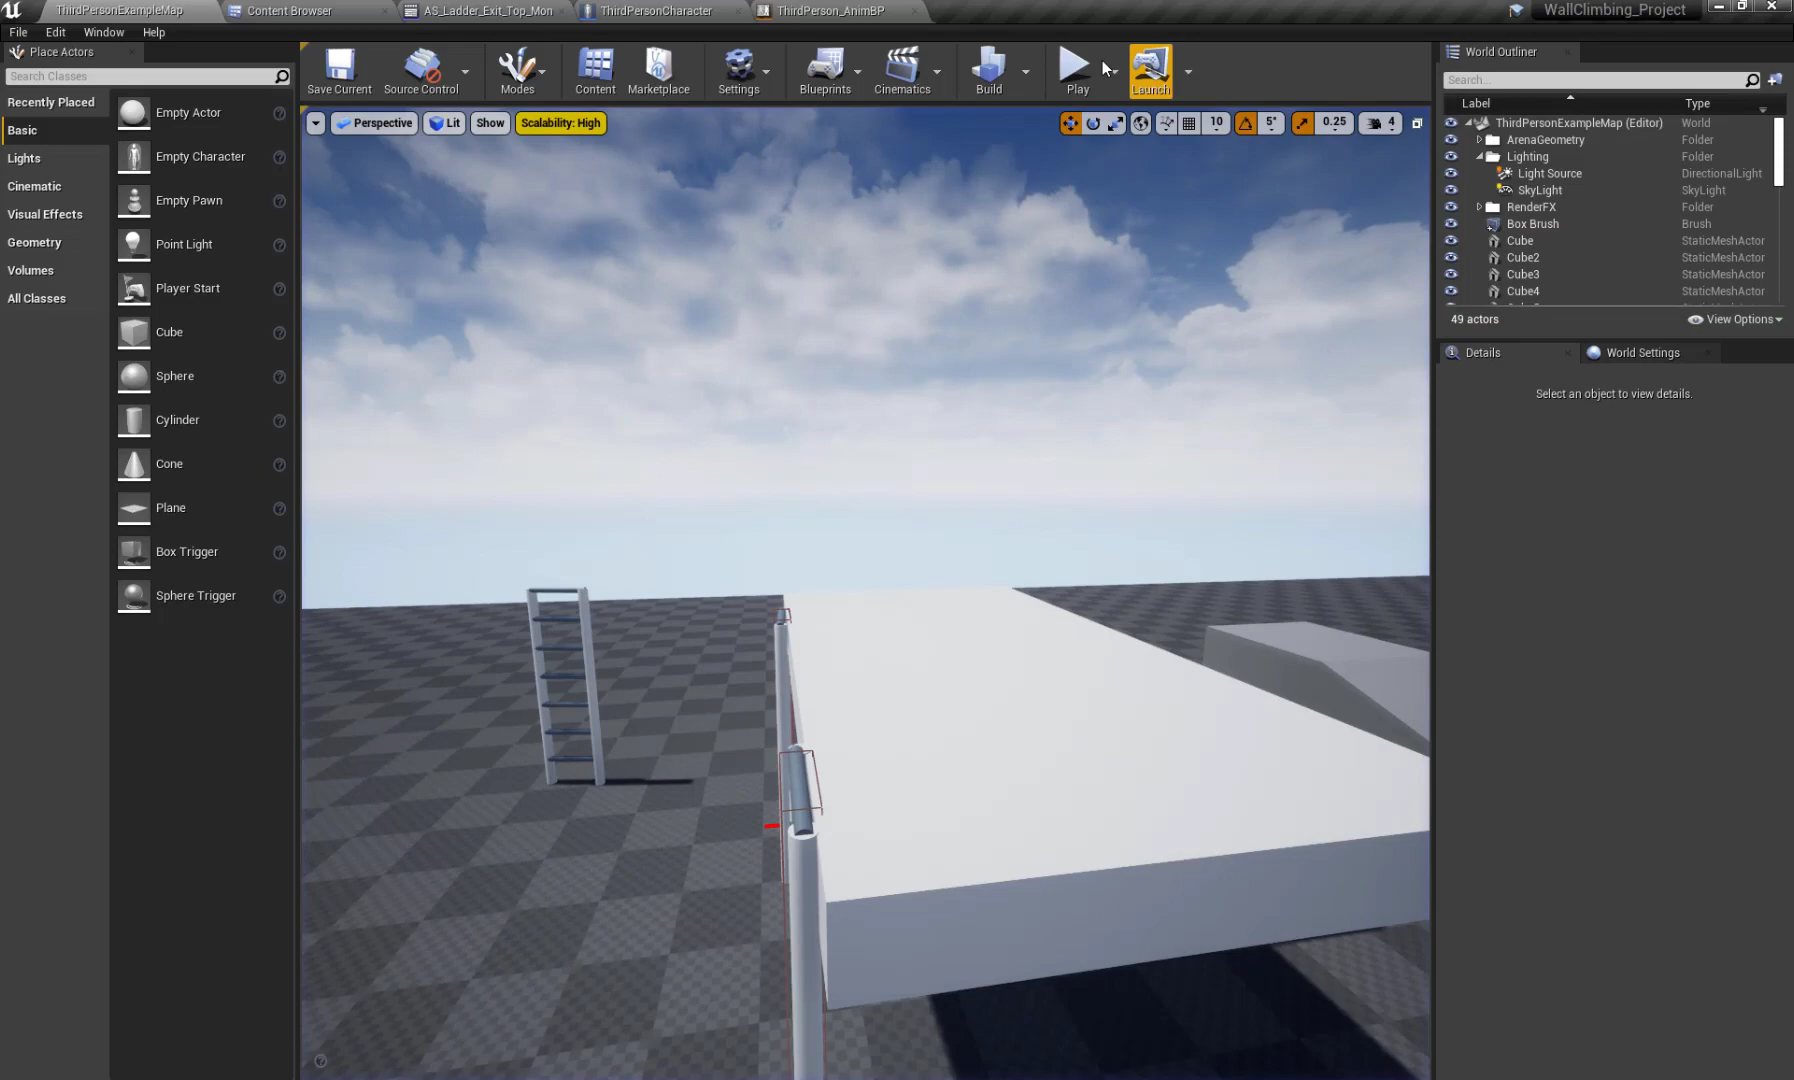 ThirdPersonExampleMap
Content Browser
AS_Ladder_Exit_Top_Mon
ThirdPersonCharacter
ThirdPerson_AnimBP
WallClimbing_Project
File Edit Window Help
Place Actors
Search Classes
Recently Placed
Basic
Lights
Cinematic
Visual Effects
Geometry
Volumes
All Classes
Empty Actor
Empty Character
Empty Pawn
Point Light
Player Start
Cube
Sphere
Cylinder
Cone
Plane
Box Trigger
Sphere Trigger
Save Current
Source Control
Modes
Content
Marketplace
Settings
Blueprints
Cinematics
Build
Play
Launch
Perspective
Lit
Show
Scalability: High
10
5°
0.25
4
World Outliner
Search...
Label Type
ThirdPersonExampleMap (Editor) World
ArenaGeometry Folder
Lighting Folder
Light Source DirectionalLight
SkyLight SkyLight
RenderFX Folder
Box Brush Brush
Cube StaticMeshActor
Cube2 StaticMeshActor
Cube3 StaticMeshActor
Cube4 StaticMeshActor
49 actors
View Options
Details
World Settings
Select an object to view details.